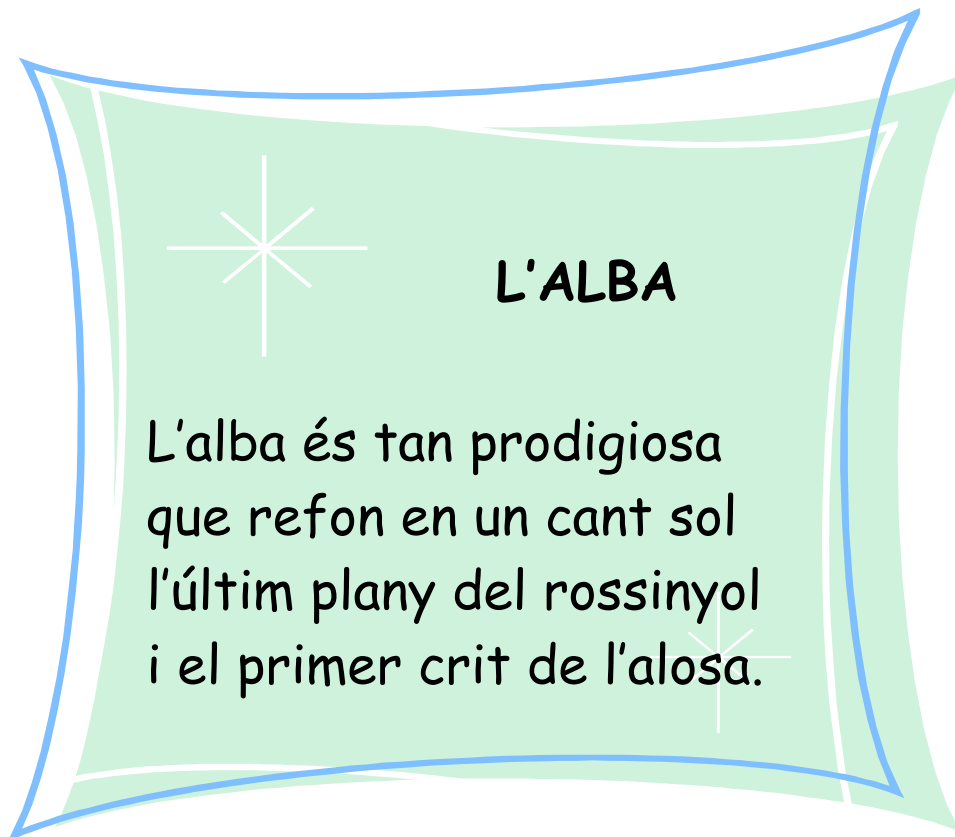 L'ALBA
L'alba és tan prodigiosa
que refon en un cant sol
l'últim plany del rossinyol
i el primer crit de l'alosa.